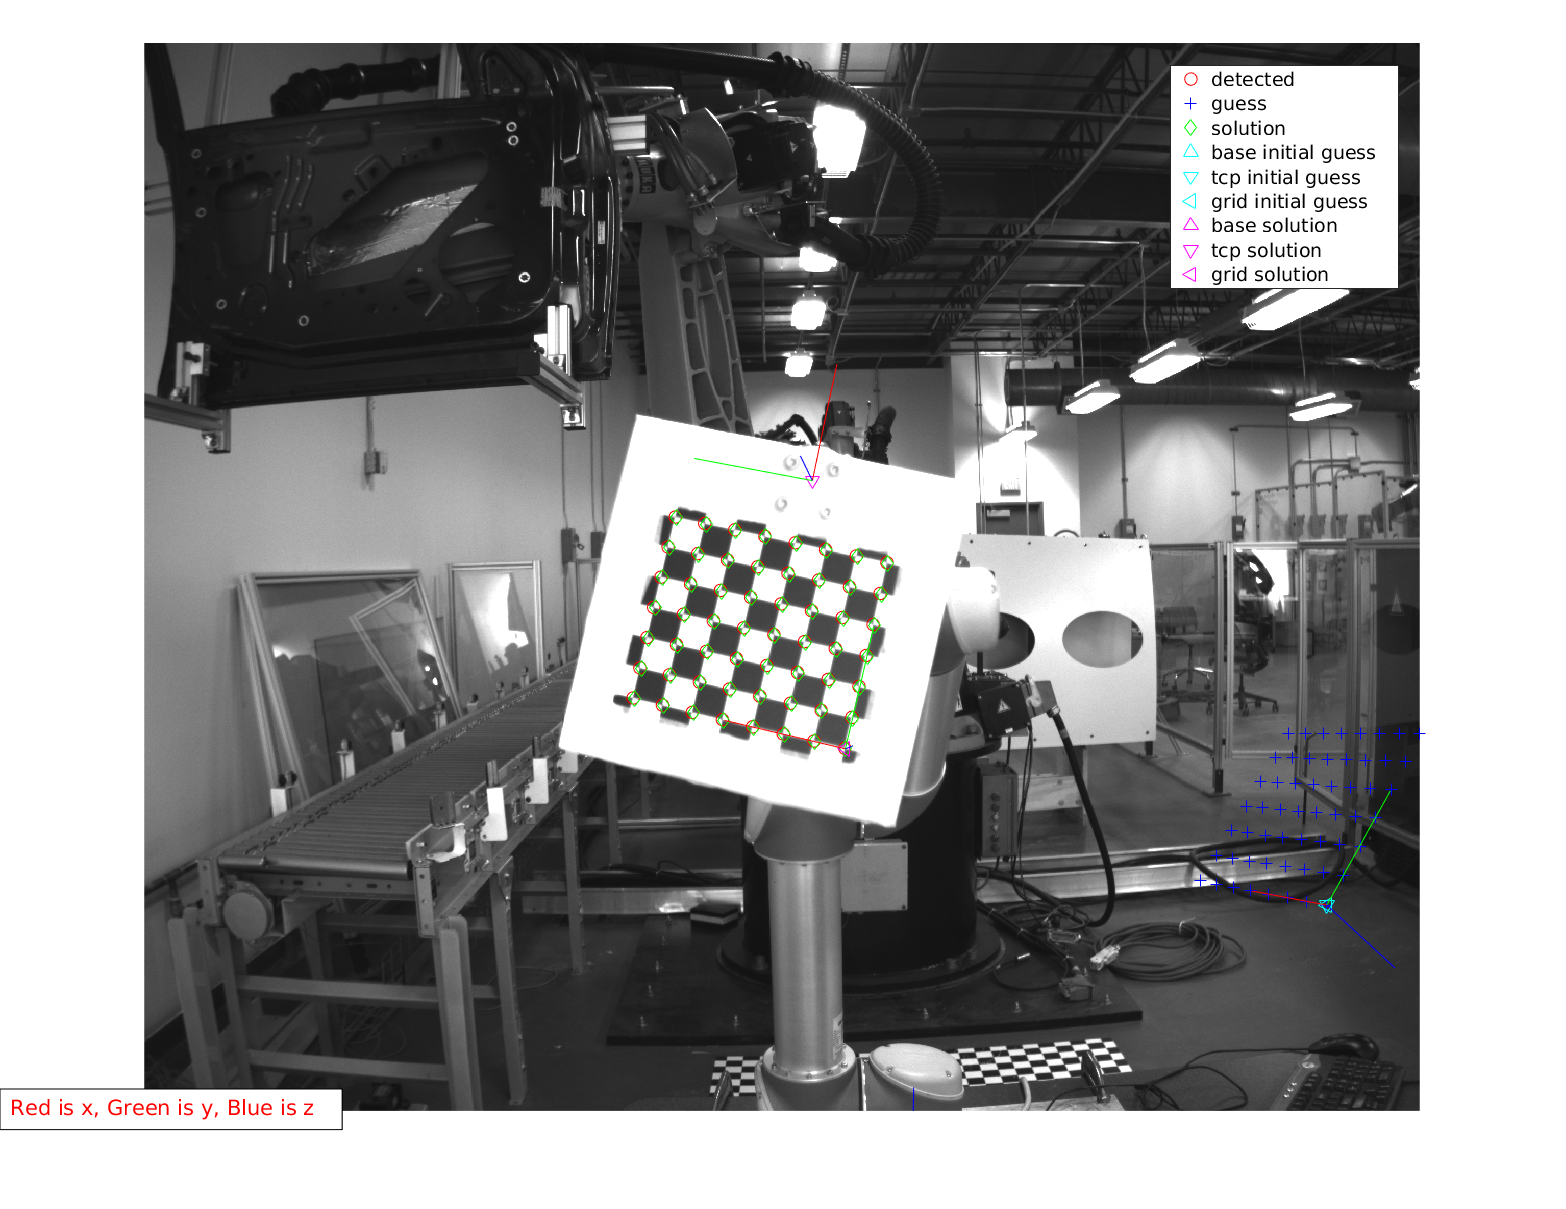 detected
guess
solution
base initial guess
tcp initial guess
grid initial guess
base solution
tcp solution
grid solution
Red is x, Green is y, Blue is z